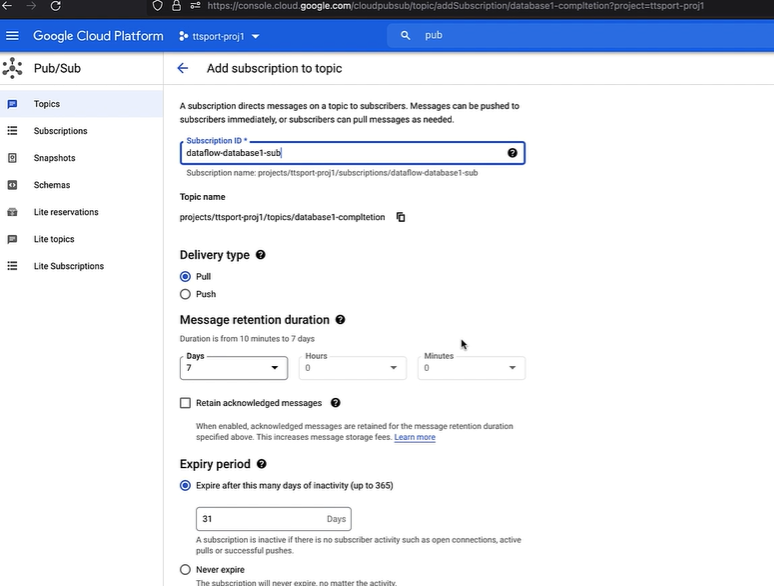 https://console.cloud.google.com/cloudpubsub/topic/addSubscription/database1-compltetion?project=ttsport-proj1
Google Cloud Platform
ttsport-proj1
pub
Pub/Sub
Add subscription to topic
Topics
Subscriptions
Snapshots
Schemas
Lite reservations
Lite topics
Lite Subscriptions
A subscription directs messages on a topic to subscribers. Messages can be pushed to
subscribers immediately, or subscribers can pull messages as needed.
Subscription ID *
dataflow-database1-sub
Subscription name: projects/ttsport-proj1/subscriptions/dataflow-database1-sub
Topic name
projects/ttsport-proj1/topics/database1-compltetion
Delivery type
Pull
Push
Message retention duration
Duration is from 10 minutes to 7 days
Days
7
Hours
0
Minutes
0
Retain acknowledged messages
When enabled, acknowledged messages are retained for the message retention duration
specified above. This increases message storage fees. Learn more
Expiry period
Expire after this many days of inactivity (up to 365)
31 Days
A subscription is inactive if there is no subscriber activity such as open connections, active
pulls or successful pushes.
Never expire
The subscription will never expire, no matter the activity.